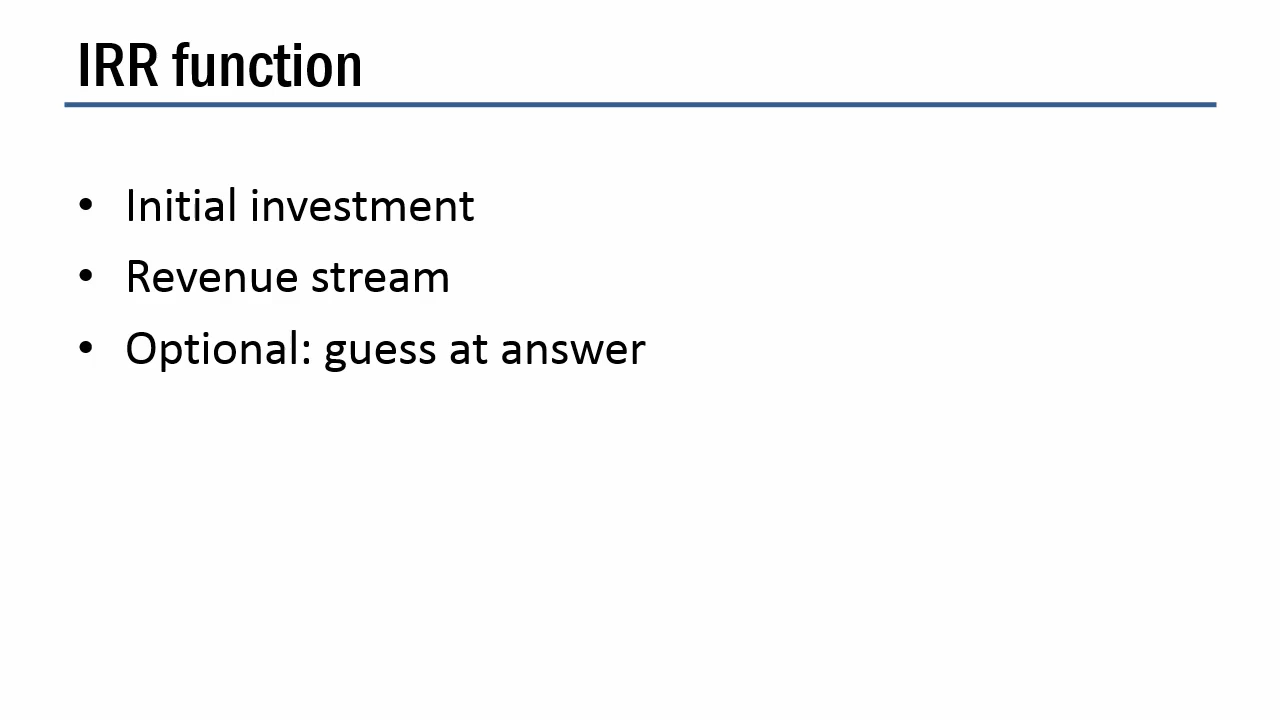 IRR function
• Initial investment
• Revenue stream
• Optional: guess at answer